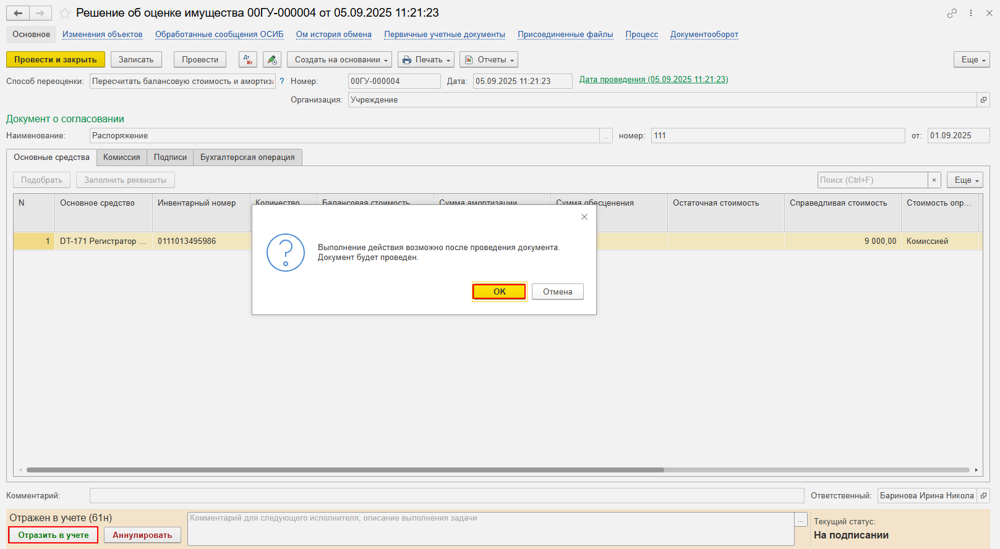 Решение об оценке имущества 00ГУ-000004 от 05.09.2025 11:21:23
Основное Изменения объектов Обработанные сообщения ОСИБ Ом история обмена Первичные учетные документы Присоединенные файлы Процесс Документооборот
Провести и закрыть Записать Провести Дт Кт Создать на основании Печать Отчеты Еще
Способ переоценки: Пересчитать балансовую стоимость и амортиз ? Номер: 00ГУ-000004 Дата: 05.09.2025 11:21:23 Дата проведения (05.09.2025 11:21:23)
Организация: Учреждение
Документ о согласовании
Наименование: Распоряжение ... номер: 111 от: 01.09.2025
Основные средства Комиссия Подписи Бухгалтерская операция
Подобрать Заполнить реквизиты Поиск (Ctrl+F) × Еще
N Основное средство Инвентарный номер Количество Балансовая стоимость Сумма амортизации Сумма обесценения Остаточная стоимость Справедливая стоимость Стоимость опр...
1 DT-171 Регистратор ... 0111013495986 9 000,00 Комиссией
Выполнение действия возможно после проведения документа.
Документ будет проведен.
ОК Отмена
Комментарий: Ответственный: Баринова Ирина Никола
Отражен в учете (61н) Комментарий для следующего исполнителя, описание выполнения задачи ... Текущий статус:
Отразить в учете Аннулировать На подписании